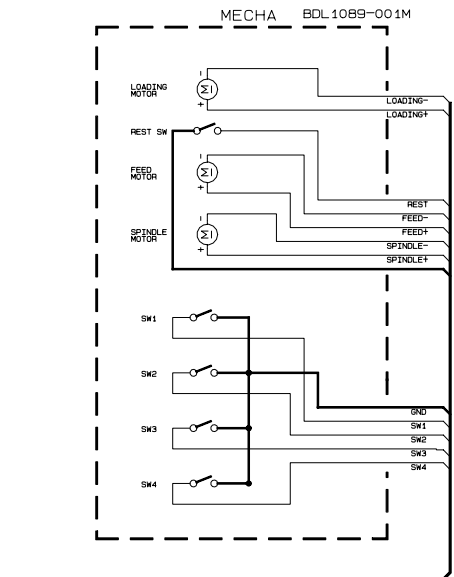 MECHA BDL1089-001M
LOADING
MOTOR
-
M
+
LOADING-
LOADING+
REST SW
FEED
MOTOR
-
M
+
REST
FEED-
FEED+
SPINDLE
MOTOR
-
M
+
SPINDLE-
SPINDLE+
SW1
SW2
SW3
SW4
GND
SW1
SW2
SW3
SW4